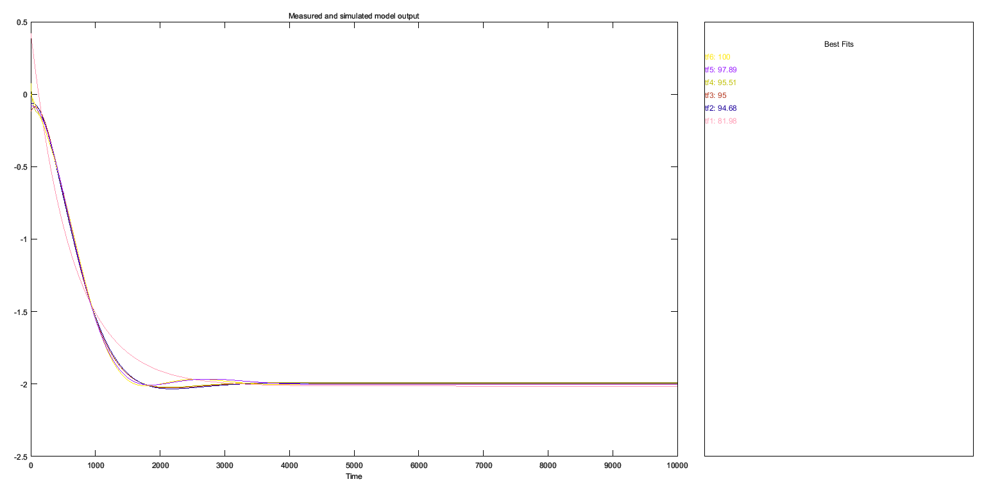 Measured and simulated model output
0.5
0
-0.5
-1
-1.5
-2
-2.5
0 1000 2000 3000 4000 5000 6000 7000 8000 9000 10000
Time
Best Fits
tf6: 100
tf5: 97.89
tf4: 95.51
tf3: 95
tf2: 94.68
tf1: 81.98